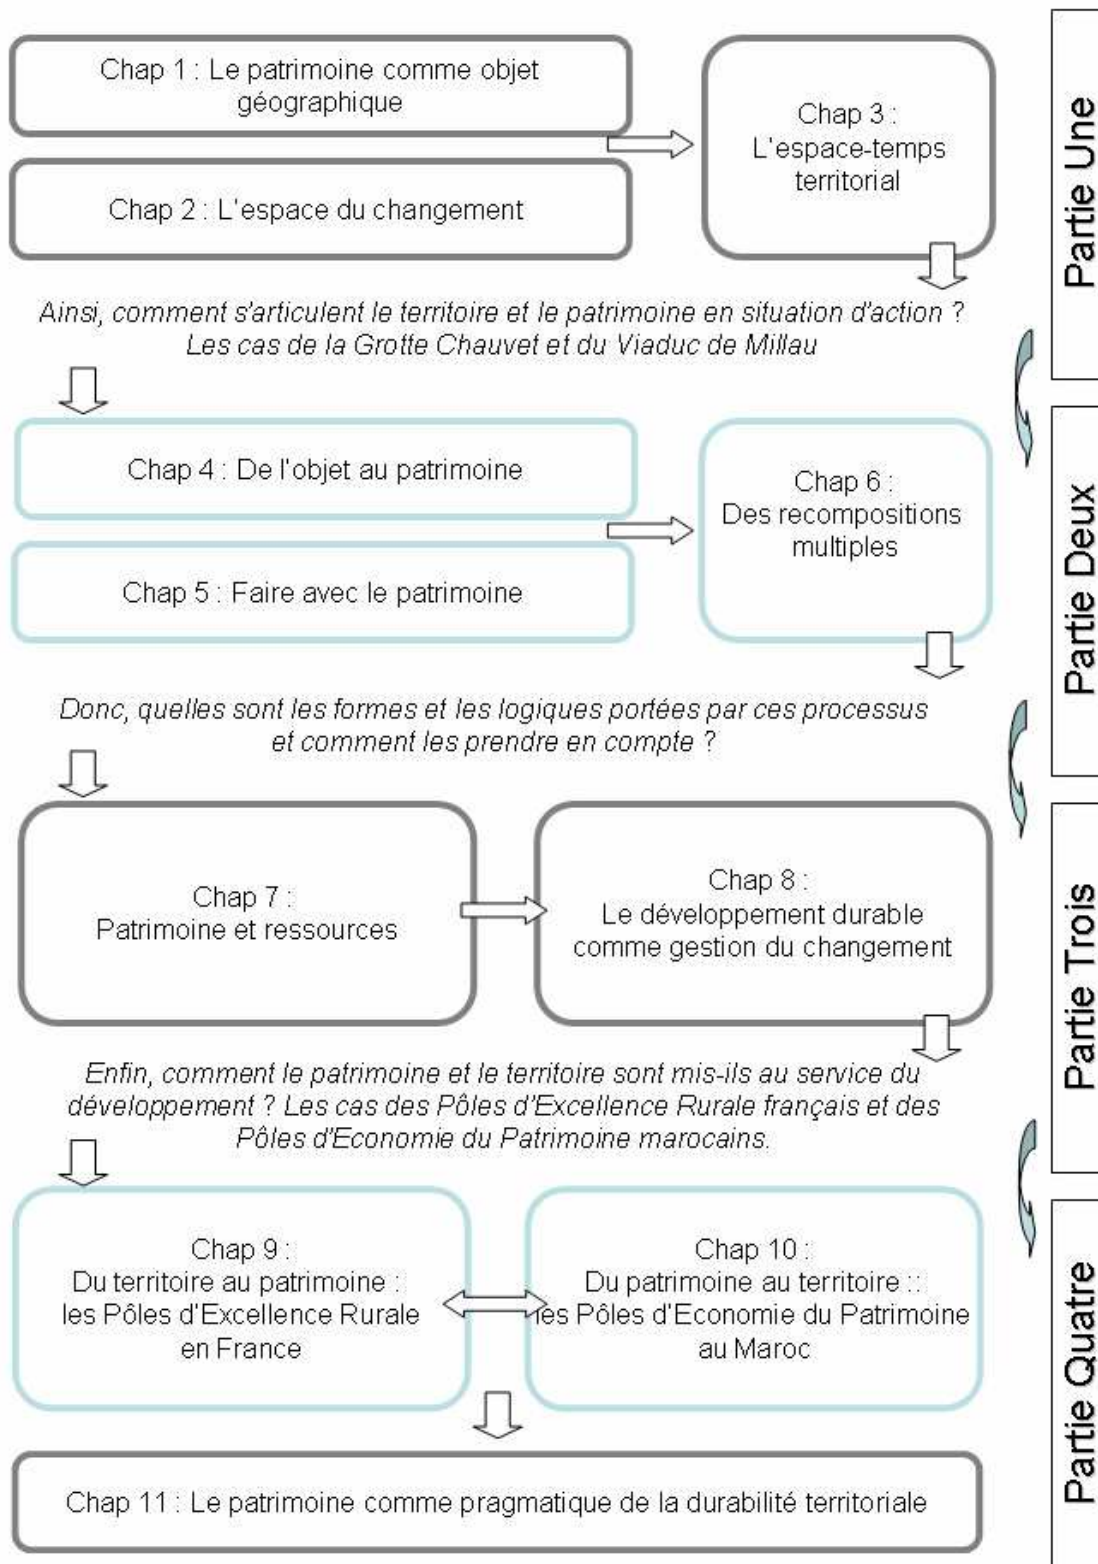 Chap 1 : Le patrimoine comme objet
géographique
Chap 2 : L'espace du changement
Chap 3 :
L'espace-temps
territorial
Partie Une
Ainsi, comment s'articulent le territoire et le patrimoine en situation d'action ?
Les cas de la Grotte Chauvet et du Viaduc de Millau
Chap 4 : De l'objet au patrimoine
Chap 5 : Faire avec le patrimoine
Chap 6 :
Des recompositions
multiples
Partie Deux
Donc, quelles sont les formes et les logiques portées par ces processus
et comment les prendre en compte ?
Chap 7 :
Patrimoine et ressources
Chap 8 :
Le développement durable
comme gestion du changement
Partie Trois
Enfin, comment le patrimoine et le territoire sont mis-ils au service du
développement ? Les cas des Pôles d'Excellence Rurale français et des
Pôles d'Economie du Patrimoine marocains.
Chap 9 :
Du territoire au patrimoine :
les Pôles d'Excellence Rurale
en France
Chap 10 :
Du patrimoine au territoire ::
les Pôles d'Economie du Patrimoine
au Maroc
Partie Quatre
Chap 11 : Le patrimoine comme pragmatique de la durabilité territoriale